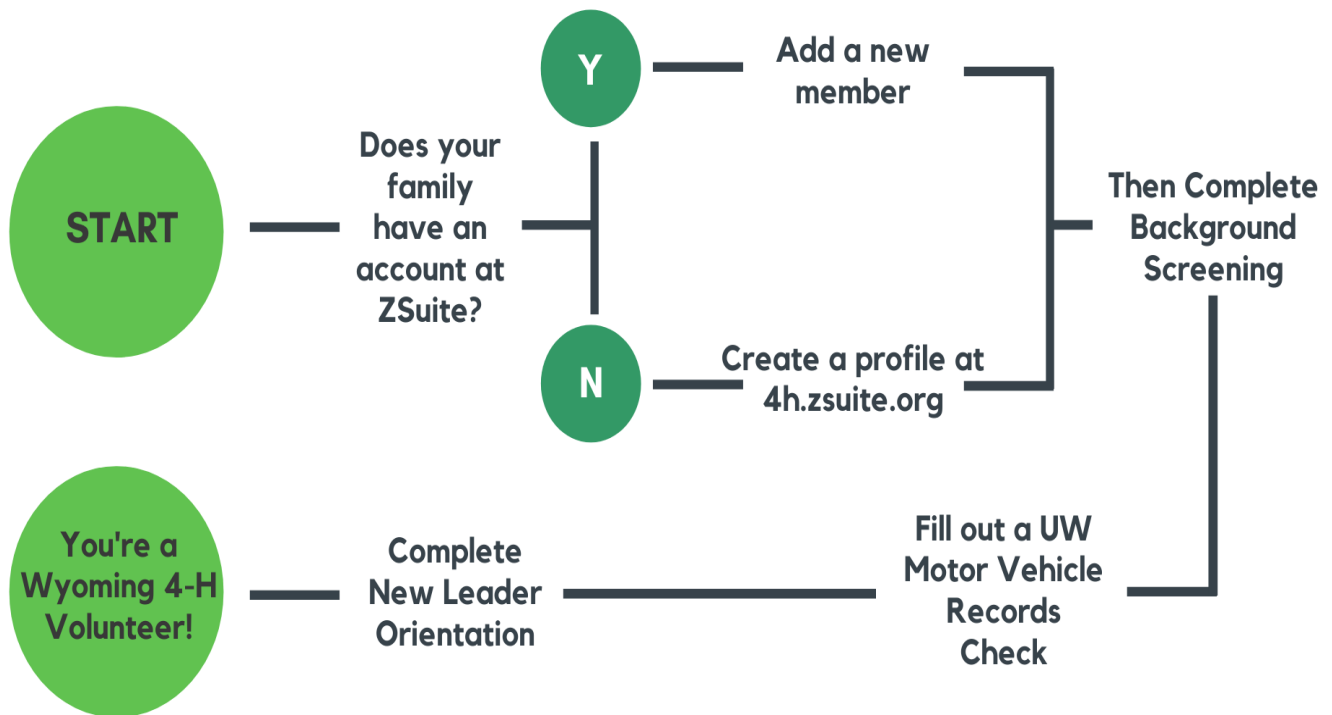 START
Does your
family
have an
account at
ZSuite?
Y
Add a new
member
N
Create a profile at
4h.zsuite.org
Then Complete
Background
Screening
Fill out a UW
Motor Vehicle
Records
Check
Complete
New Leader
Orientation
You're a
Wyoming 4-H
Volunteer!